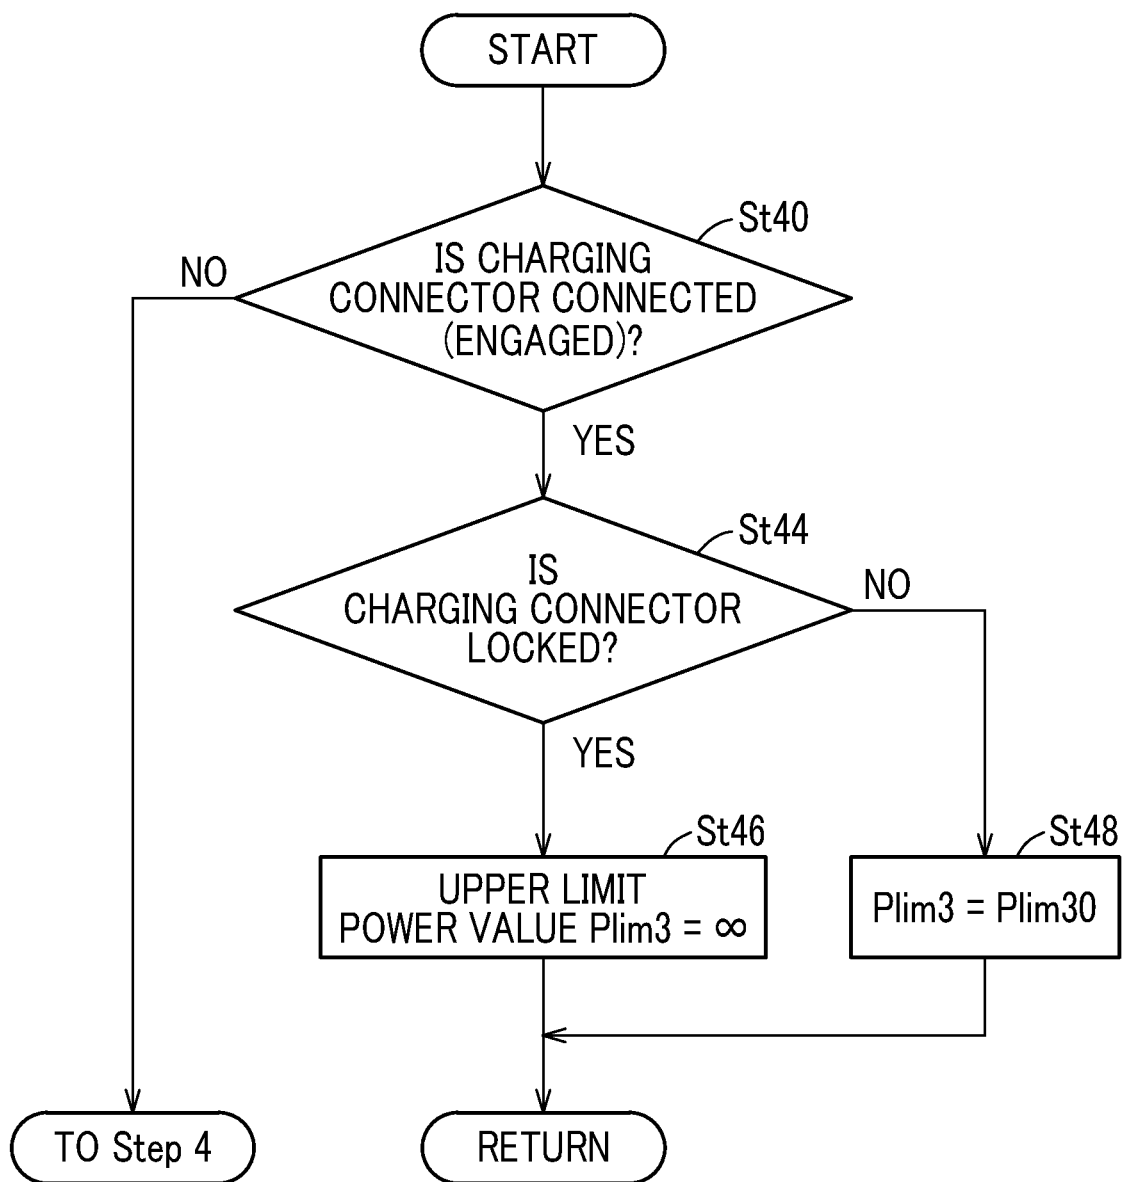 START
St40
IS CHARGING
CONNECTOR CONNECTED
(ENGAGED)?
NO
YES
St44
IS
CHARGING CONNECTOR
LOCKED?
NO
YES
St46
UPPER LIMIT
POWER VALUE Plim3 = ∞
St48
Plim3 = Plim30
TO Step 4
RETURN